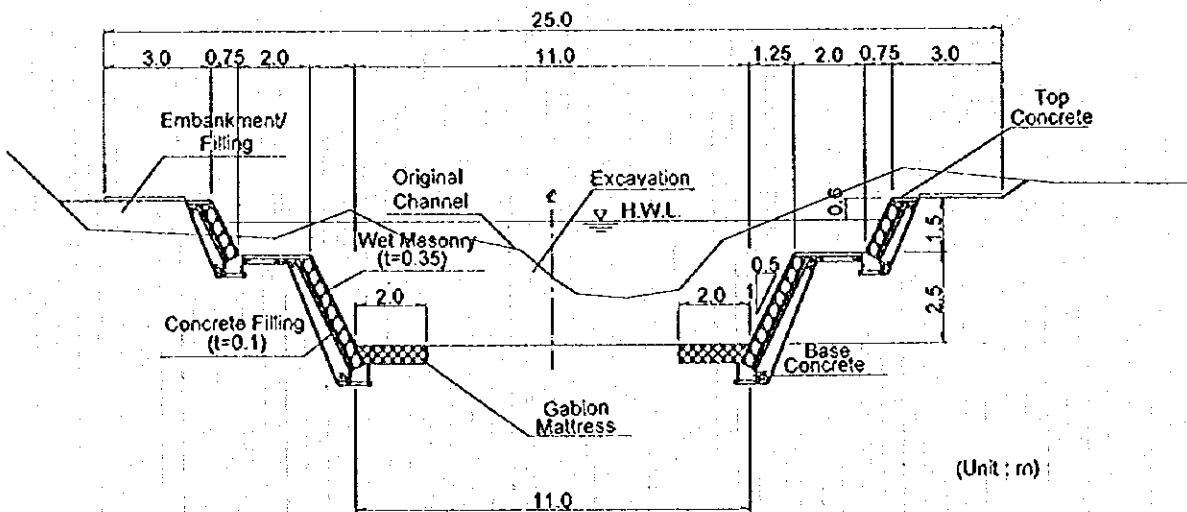 25.0
3.0 0.75 2.0 11.0 1.25 2.0 0.75 3.0
Top
Concrete
Embankment/
Filling
Original
Channel
Excavation
℄
H.W.L.
0.6
1.5
Wet Masonry
(t=0.35)
0.5
1
2.0
2.0
2.5
Concrete Filling
(t=0.1)
Base
Concrete
Gabion
Mattress
(Unit : m)
11.0